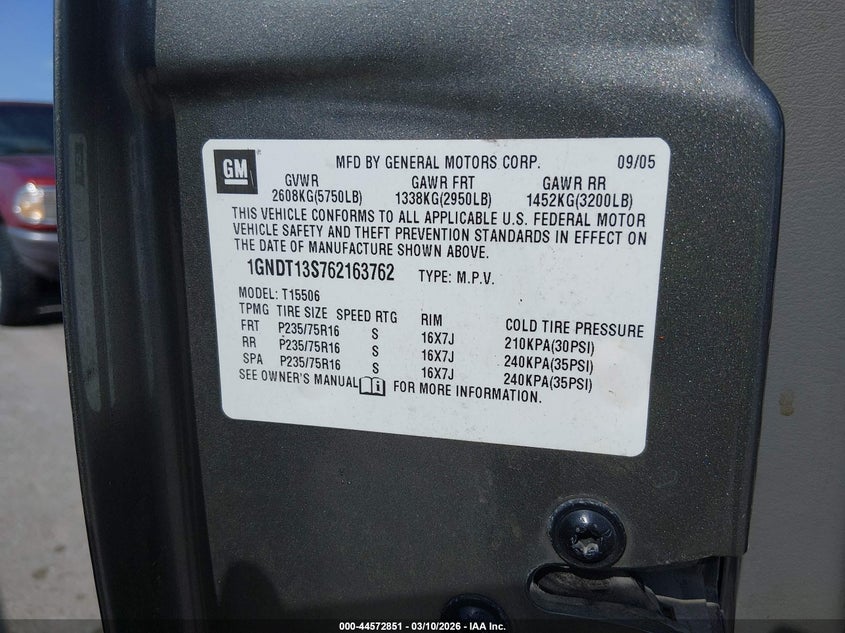 GM
MFD BY GENERAL MOTORS CORP. 09/05
GVWR GAWR FRT GAWR RR
2608KG(5750LB) 1338KG(2950LB) 1452KG(3200LB)
THIS VEHICLE CONFORMS TO ALL APPLICABLE U.S. FEDERAL MOTOR
VEHICLE SAFETY AND THEFT PREVENTION STANDARDS IN EFFECT ON
THE DATE OF MANUFACTURE SHOWN ABOVE.
1GNDT13S762163762 TYPE: M.P.V.
MODEL: T15506
TPMG TIRE SIZE SPEED RTG RIM COLD TIRE PRESSURE
FRT P235/75R16 S 16X7J 210KPA(30PSI)
RR P235/75R16 S 16X7J 240KPA(35PSI)
SPA P235/75R16 S 16X7J 240KPA(35PSI)
SEE OWNER'S MANUAL FOR MORE INFORMATION.
000-44572851 - 03/10/2026 - IAA Inc.